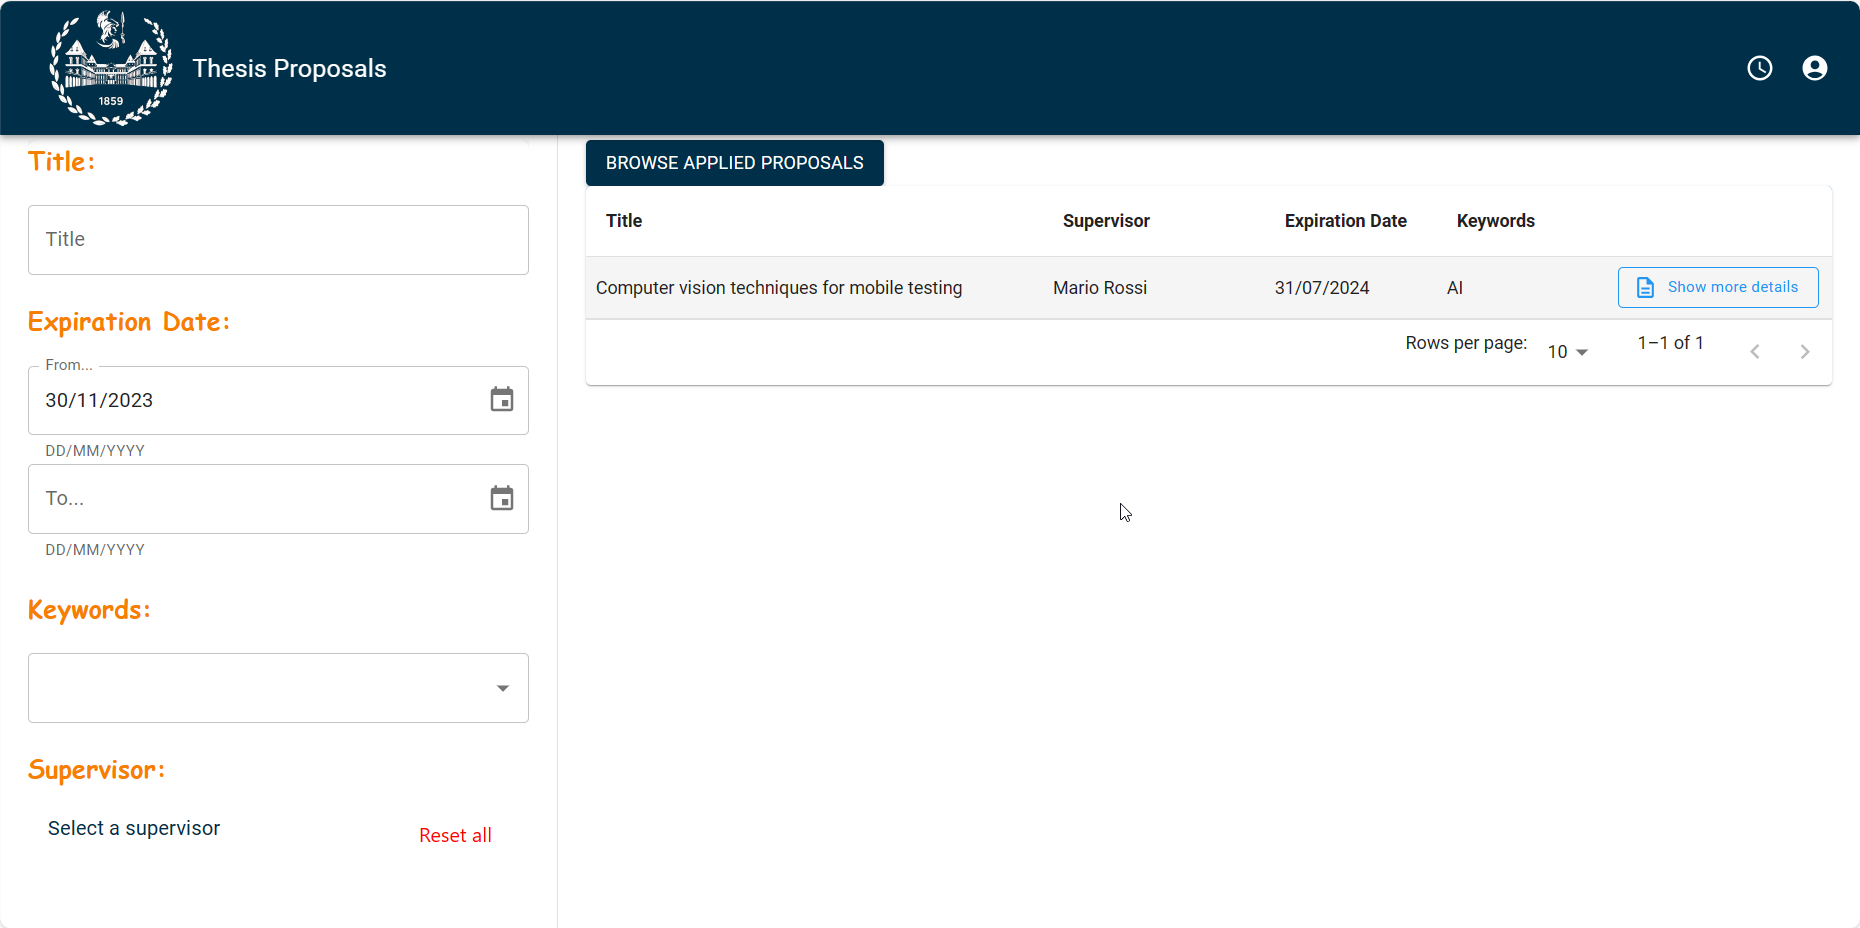 1859
Thesis Proposals
Title:
Title
Expiration Date:
From...
30/11/2023
DD/MM/YYYY
To...
DD/MM/YYYY
Keywords:
Supervisor:
Select a supervisor
Reset all
BROWSE APPLIED PROPOSALS
Title Supervisor Expiration Date Keywords
Computer vision techniques for mobile testing Mario Rossi 31/07/2024 AI Show more details
Rows per page: 10 1–1 of 1